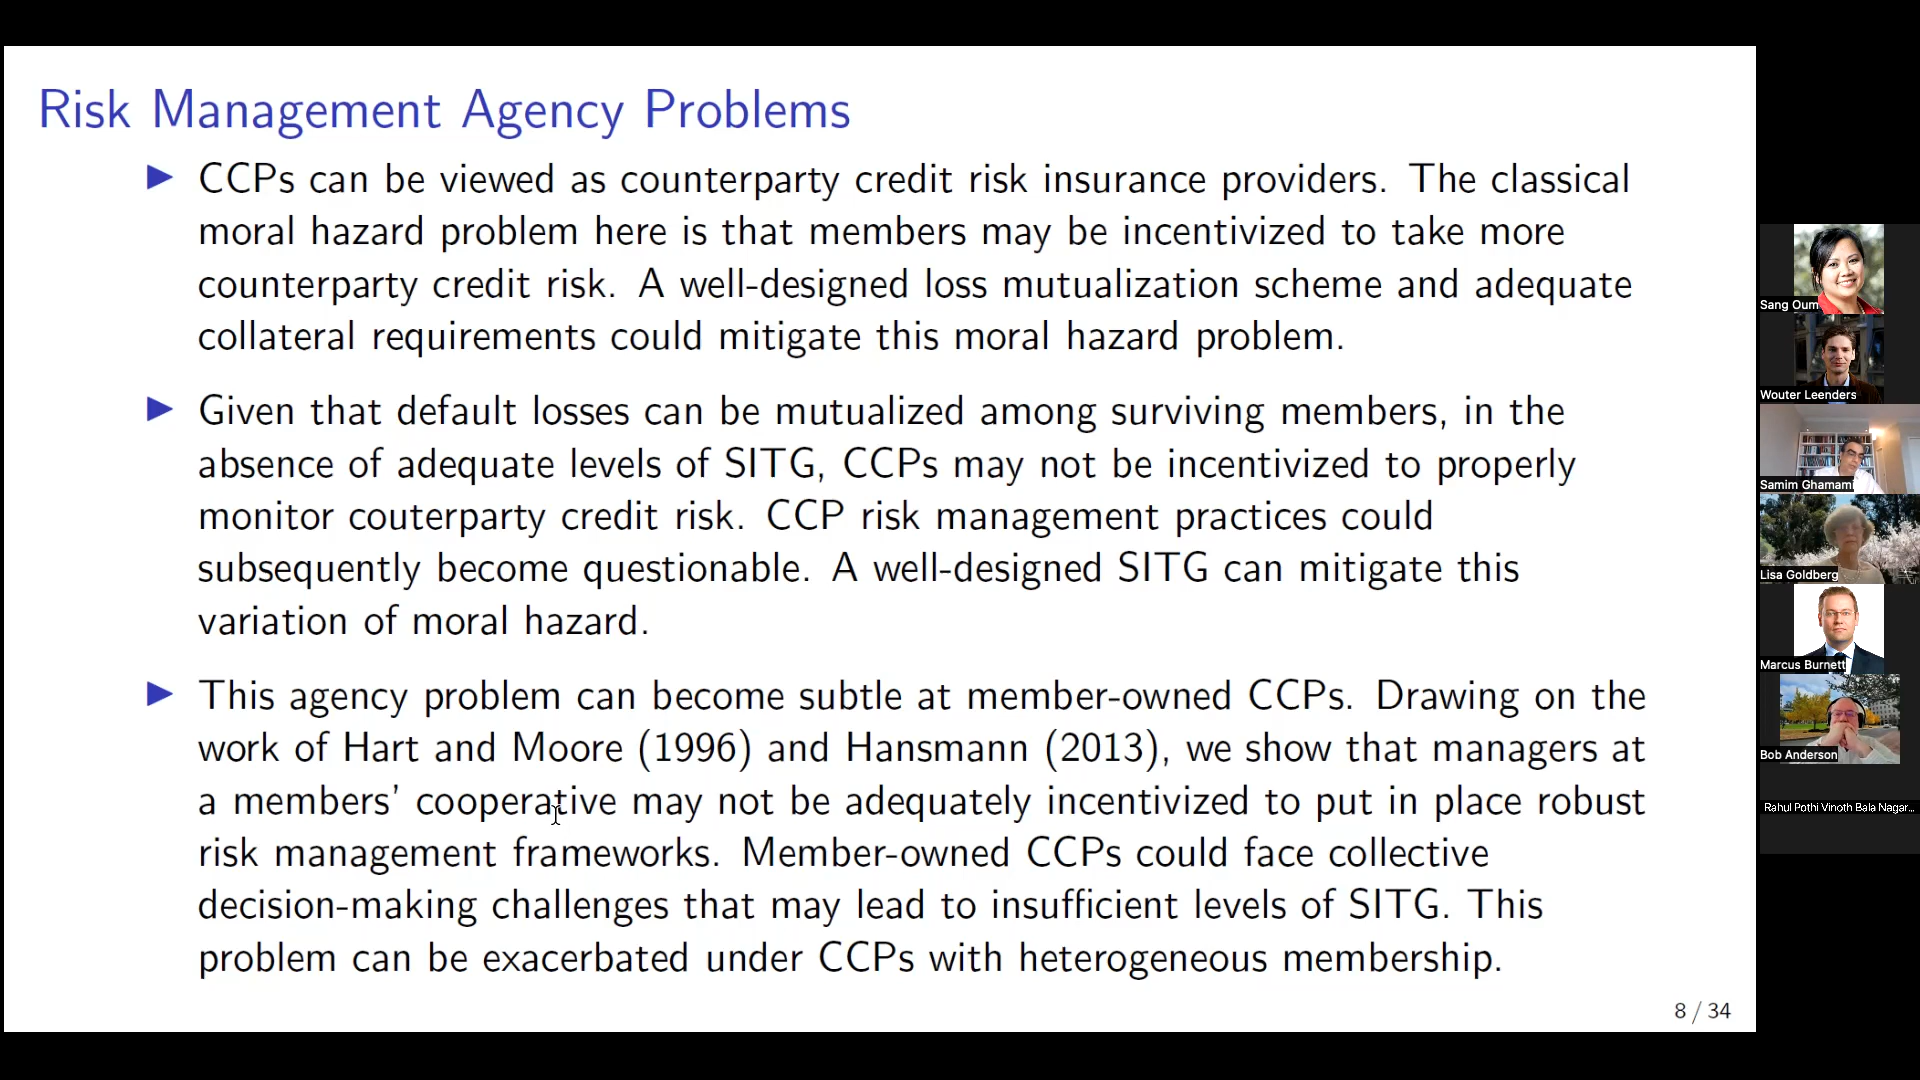 Risk Management Agency Problems
CCPs can be viewed as counterparty credit risk insurance providers. The classical
moral hazard problem here is that members may be incentivized to take more
counterparty credit risk. A well-designed loss mutualization scheme and adequate
collateral requirements could mitigate this moral hazard problem.
Given that default losses can be mutualized among surviving members, in the
absence of adequate levels of SITG, CCPs may not be incentivized to properly
monitor couterparty credit risk. CCP risk management practices could
subsequently become questionable. A well-designed SITG can mitigate this
variation of moral hazard.
This agency problem can become subtle at member-owned CCPs. Drawing on the
work of Hart and Moore (1996) and Hansmann (2013), we show that managers at
a members' cooperative may not be adequately incentivized to put in place robust
risk management frameworks. Member-owned CCPs could face collective
decision-making challenges that may lead to insufficient levels of SITG. This
problem can be exacerbated under CCPs with heterogeneous membership.
8 / 34
Sang Oum
Wouter Leenders
Samim Ghamami
Lisa Goldberg
Marcus Burnett
Bob Anderson
Rahul Pothi Vinoth Bala Nagar...